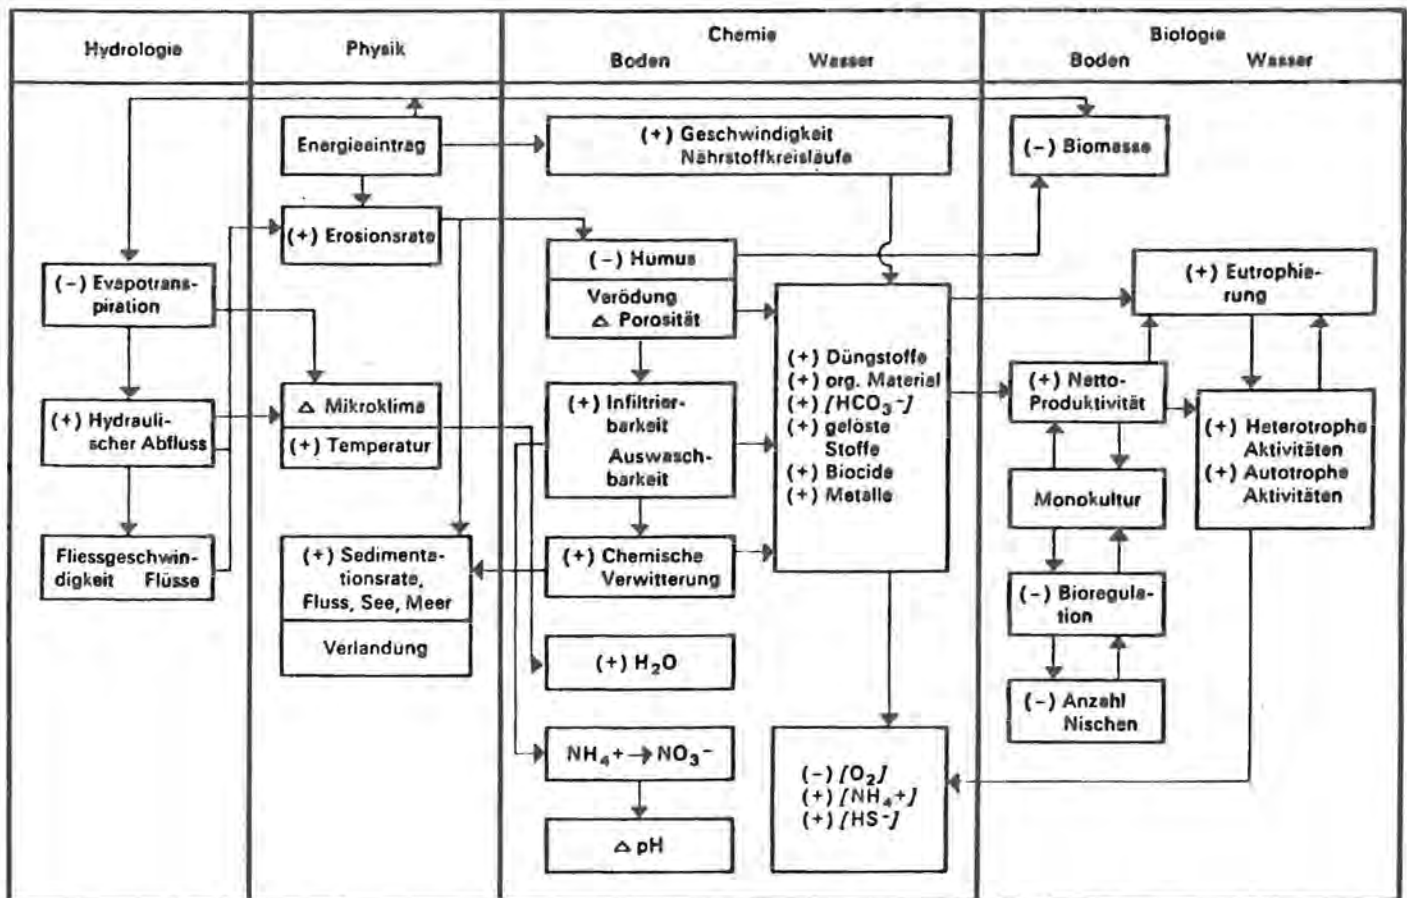 Hydrologie
Physik
Chemie
Boden Wasser
Biologie
Boden Wasser
(-) Evapotrans-
piration
(+) Hydrauli-
scher Abfluss
Fliessgeschwin-
digkeit Flüsse
Energieeintrag
(+) Erosionsrate
Δ Mikroklima
(+) Temperatur
(+) Sedimenta-
tionsrate,
Fluss, See, Meer
Verlandung
(+) Geschwindigkeit
Nährstoffkreisläufe
(-) Humus
Verödung
Δ Porosität
(+) Infiltrier-
barkeit
Auswasch-
barkeit
(+) Chemische
Verwitterung
(+) H₂O
NH₄+ → NO₃⁻
Δ pH
(+) Düngstoffe
(+) org. Material
(+) [HCO₃⁻]
(+) gelöste
Stoffe
(+) Biocide
(+) Metalle
(-) [O₂]
(+) [NH₄+]
(+) [HS⁻]
(-) Biomasse
(+) Netto-
Produktivität
Monokultur
(-) Bioregula-
tion
(-) Anzahl
Nischen
(+) Eutrophie-
rung
(+) Heterotrophe
Aktivitäten
(+) Autotrophe
Aktivitäten